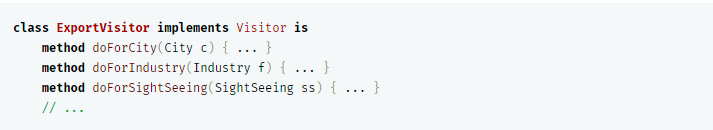 class ExportVisitor implements Visitor is
    method doForCity(City c) { ... }
    method doForIndustry(Industry f) { ... }
    method doForSightSeeing(SightSeeing ss) { ... }
    // ...